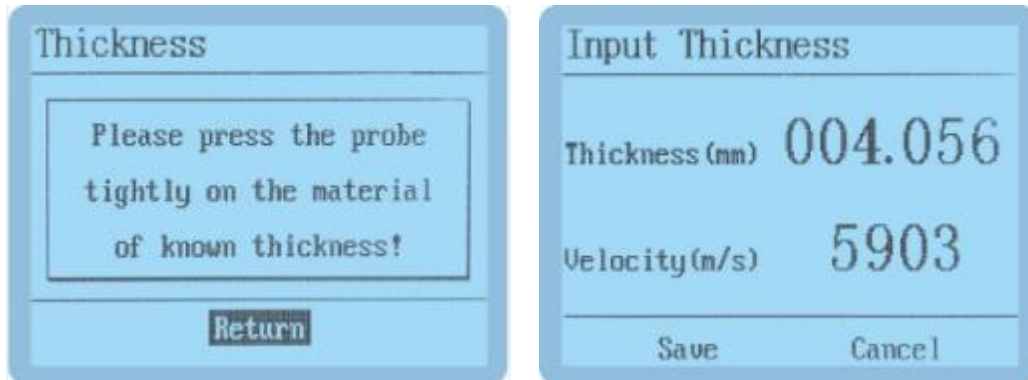 Thickness
Please press the probe
tightly on the material
of known thickness!
Return
Input Thickness
Thickness(mm) 004.056
Velocity(m/s) 5903
Save Cancel